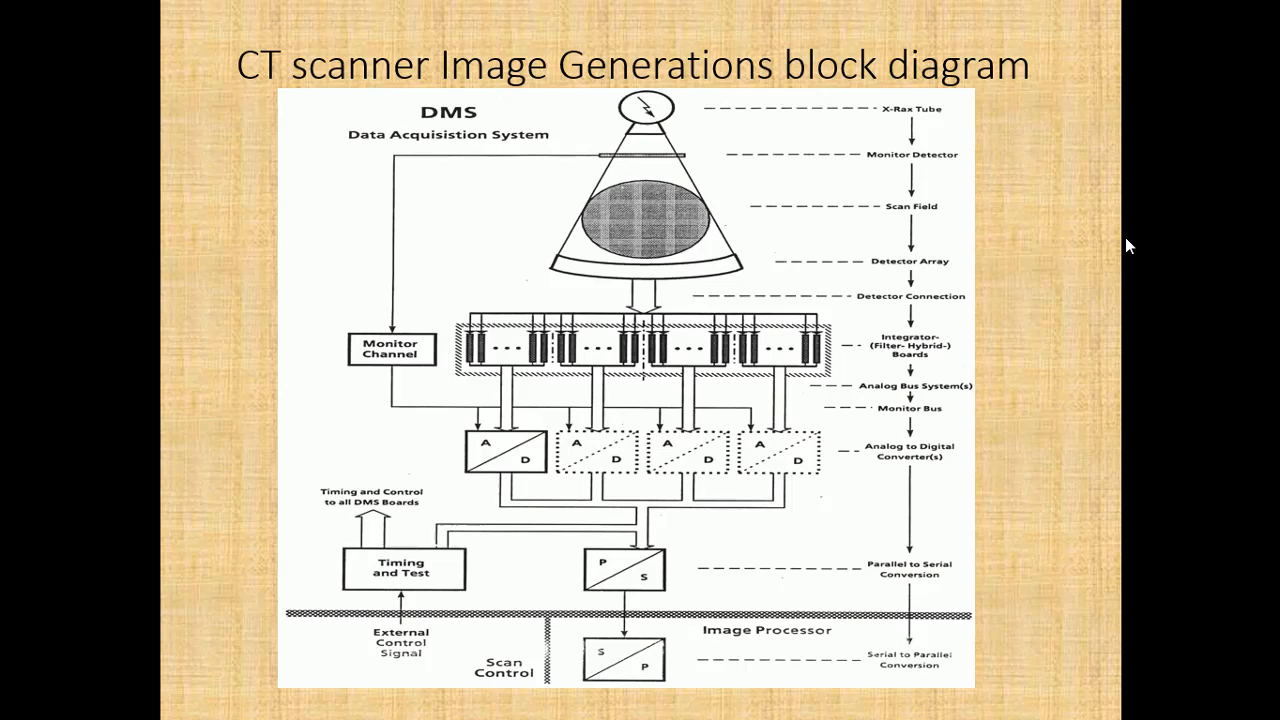 CT scanner Image Generations block diagram
DMS
Data Acquisistion System
X-Rax Tube
Monitor Detector
Scan Field
Detector Array
Detector Connection
Monitor
Channel
Integrator-
(Filter- Hybrid-)
Boards
Analog Bus System(s)
Monitor Bus
A
D
A
D
A
D
A
D
Analog to Digital
Converter(s)
Timing and Control
to all DMS Boards
Timing
and Test
P
S
Parallel to Serial
Conversion
External
Control
Signal
Scan
Control
Image Processor
S
P
Serial to Parallel
Conversion